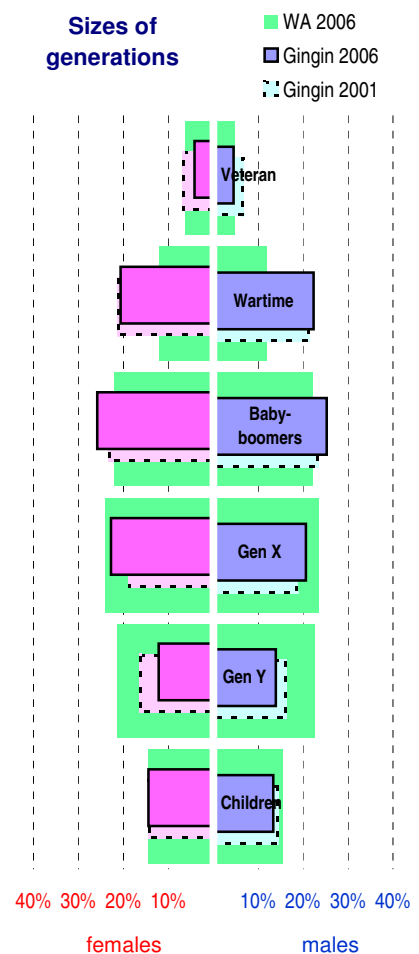 Sizes of
generations
WA 2006
Gingin 2006
Gingin 2001
Veteran
Wartime
Baby-
boomers
Gen X
Gen Y
Children
40% 30% 20% 10% 10% 20% 30% 40%
females males